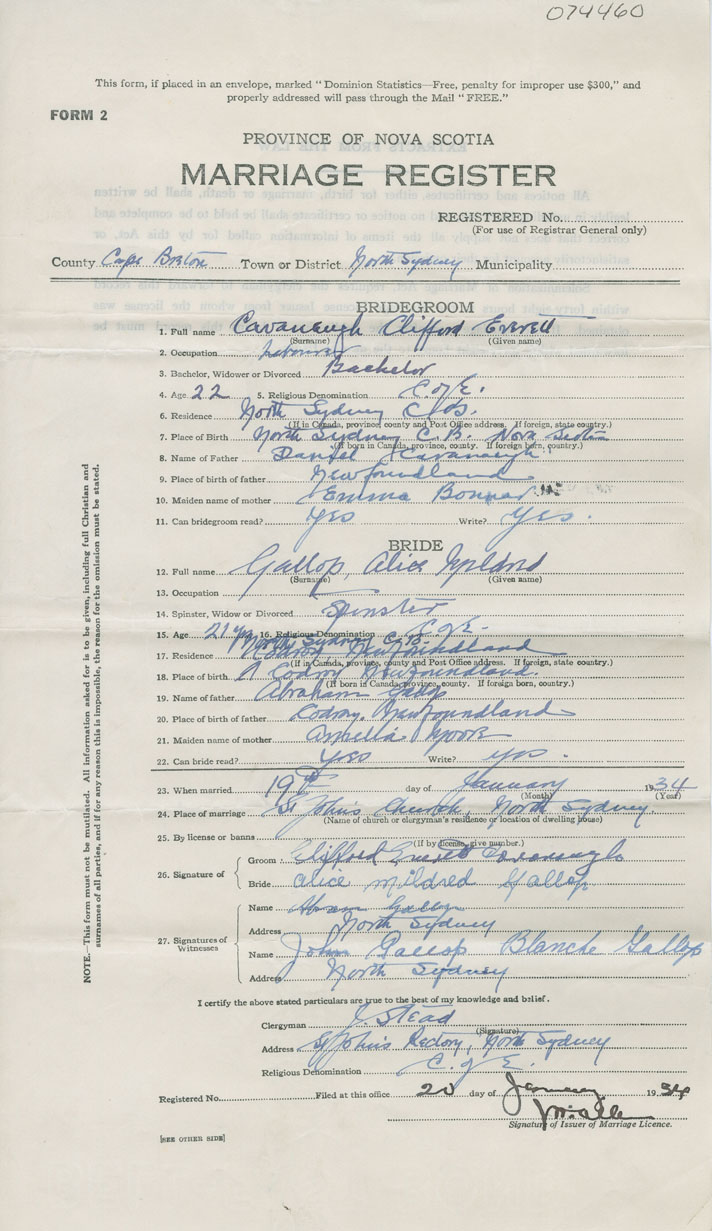 074460
This form, if placed in an envelope, marked "Dominion Statistics—Free, penalty for improper use $300," and
properly addressed will pass through the Mail "FREE."
FORM 2
PROVINCE OF NOVA SCOTIA
MARRIAGE REGISTER
REGISTERED No.
(For use of Registrar General only)
County Cape Breton Town or District North Sydney Municipality
BRIDEGROOM
1. Full name Cavanaugh Clifford Everett
(Surname) (Given name)
2. Occupation Labourer
3. Bachelor, Widower or Divorced Bachelor
4. Age 22 5. Religious Denomination C. of E.
6. Residence North Sydney C.B.
(If in Canada, province, county and Post Office address. If foreign, state country.)
7. Place of Birth North Sydney C.B. Nova Scotia
(If born in Canada, province, county. If foreign born, country.)
8. Name of Father Daniel Cavanaugh
9. Place of birth of father Newfoundland
10. Maiden name of mother Emma Bonnar
11. Can bridegroom read? Yes Write? Yes.
BRIDE
12. Full name Gallop, Alice Mildred
(Surname) (Given name)
13. Occupation
14. Spinster, Widow or Divorced Spinster
15. Age 21 yrs 16. Religious Denomination C. of E.
North Sydney C.B.
17. Residence Codroy Newfoundland
(If in Canada, province, county and Post Office address. If foreign, state country.)
18. Place of birth Codroy Newfoundland.
(If born in Canada, province, county. If foreign born, country.)
19. Name of father Abraham Gallop
20. Place of birth of father Codroy, Newfoundland
21. Maiden name of mother Moore
22. Can bride read? Yes Write? Yes.
23. When married 19th day of January 1934
(Month) (Year)
24. Place of marriage St John's Church, North Sydney.
(Name of church or clergyman's residence or location of dwelling house)
25. By license or banns
(If by license, give number.)
26. Signature of
Groom Clifford Everett Cavanaugh
Bride Alice Mildred Gallop
27. Signatures of Witnesses
Name Gallop
Address North Sydney
Name John Gallop Blanche Gallop
Address North Sydney
I certify the above stated particulars are true to the best of my knowledge and belief.
Clergyman J. Stead
(Signature)
Address St John's Rectory, North Sydney
Religious Denomination C. of E.
Registered No. Filed at this office 20 day of January 1934
Signature of Issuer of Marriage Licence.
[SEE OTHER SIDE]
NOTE.—This form must not be mutilated. All information asked for is to be given, including full Christian and
surnames of all parties, and if for any reason this is impossible, the reason for the omission must be stated.